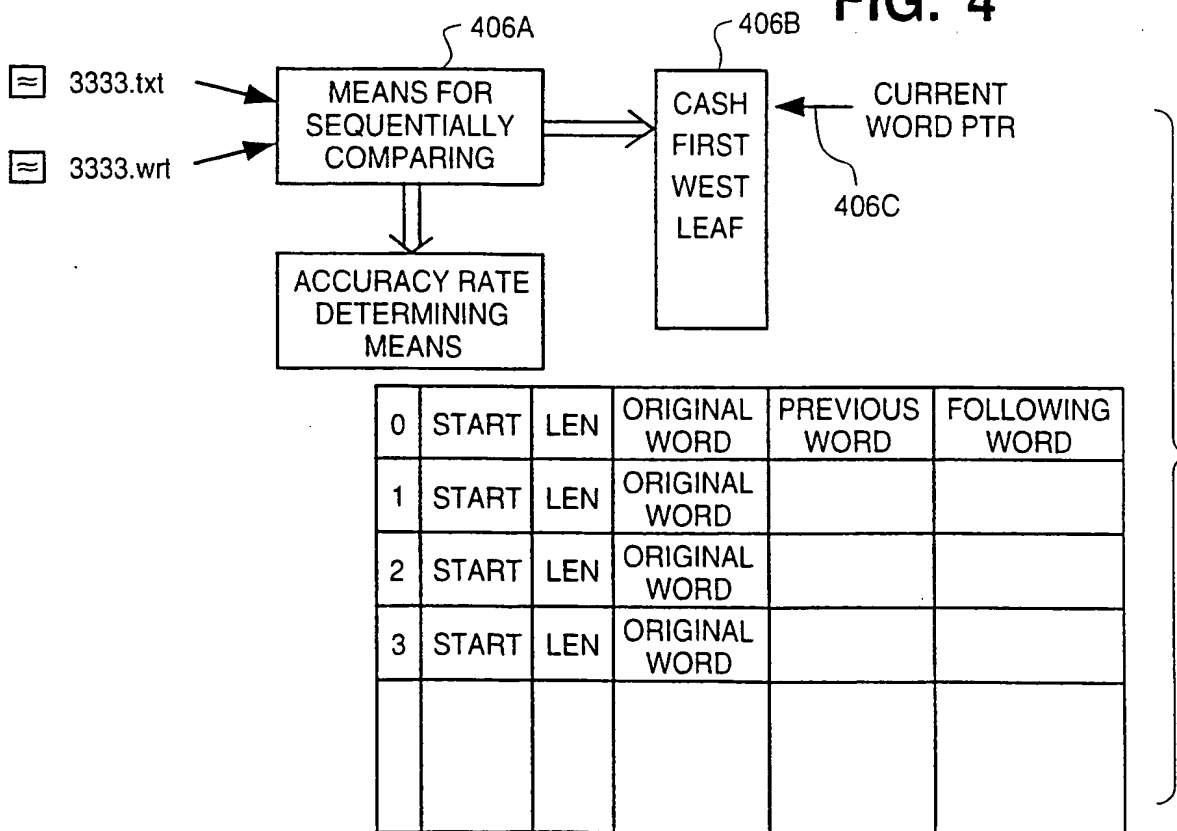 FIG. 4
406A
406B
3333.txt
3333.wrt
MEANS FOR
SEQUENTIALLY
COMPARING
CASH
FIRST
WEST
LEAF
CURRENT
WORD PTR
406C
ACCURACY RATE
DETERMINING
MEANS
0 START LEN ORIGINAL WORD PREVIOUS WORD FOLLOWING WORD
1 START LEN ORIGINAL WORD
2 START LEN ORIGINAL WORD
3 START LEN ORIGINAL WORD